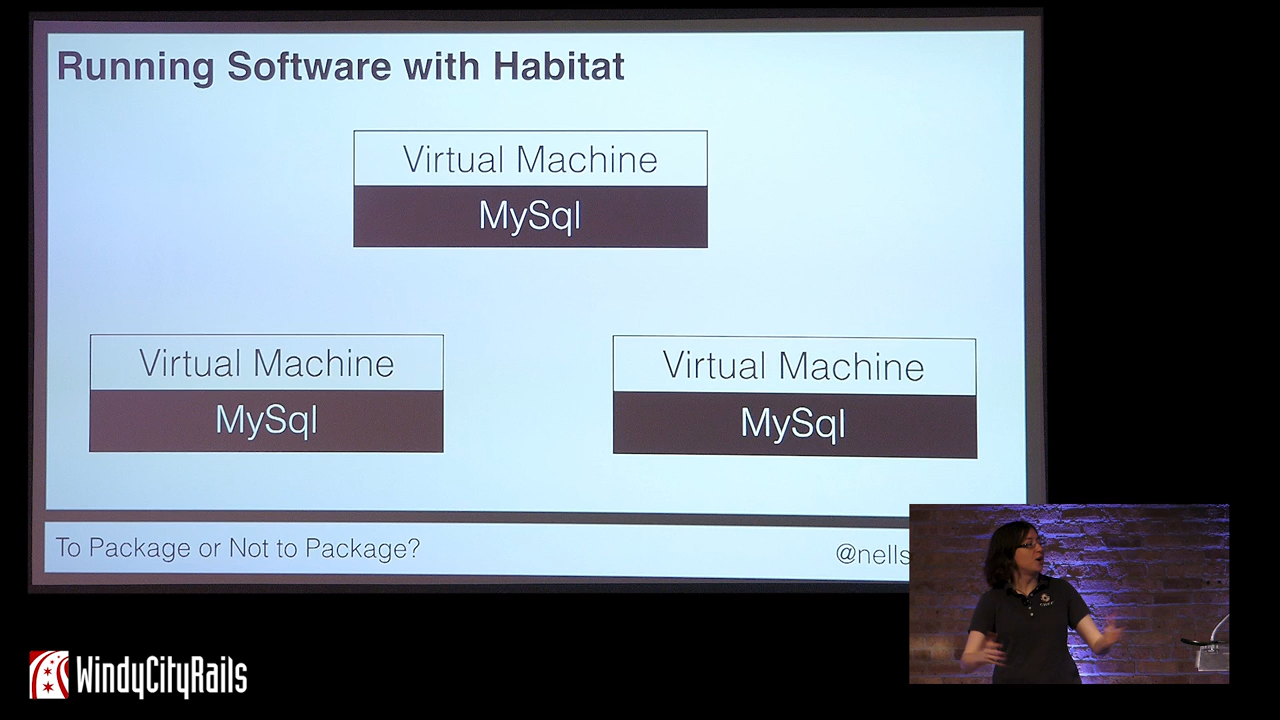 Running Software with Habitat
Virtual Machine
MySql
Virtual Machine
MySql
Virtual Machine
MySql
To Package or Not to Package?
@nells
WindyCityRails